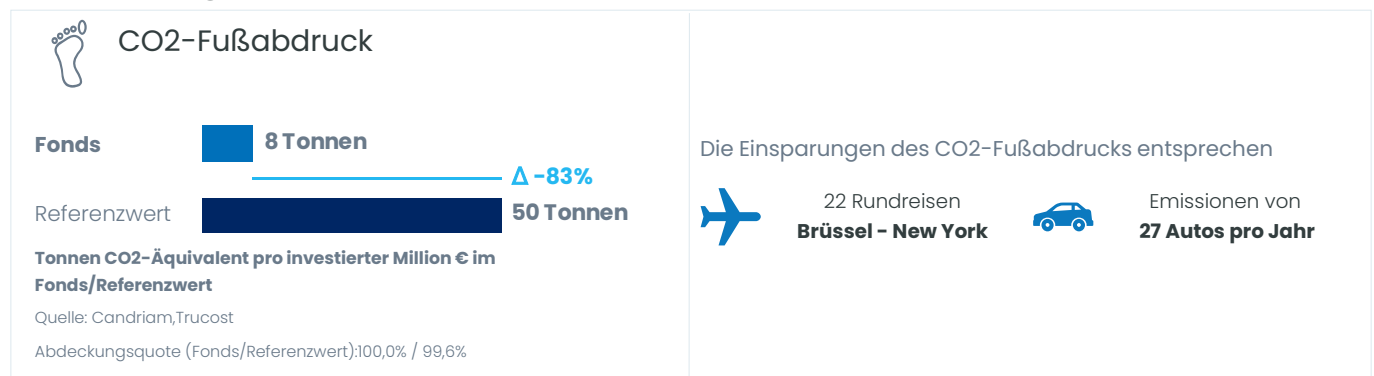 CO2-Fußabdruck
Fonds
8 Tonnen
Δ -83%
Referenzwert
50 Tonnen
Tonnen CO2-Äquivalent pro investierter Million € im
Fonds/Referenzwert
Quelle: Candriam,Trucost
Abdeckungsquote (Fonds/Referenzwert):100,0% / 99,6%
Die Einsparungen des CO2-Fußabdrucks entsprechen
22 Rundreisen
Brüssel - New York
Emissionen von
27 Autos pro Jahr